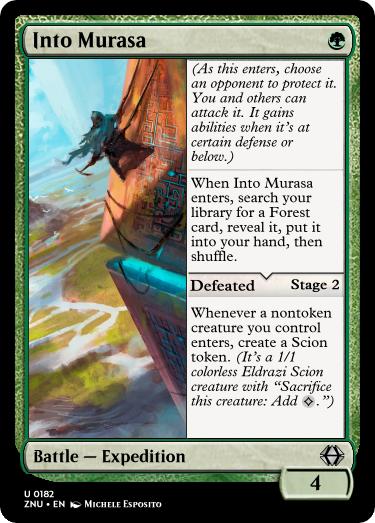 Into Murasa
(As this enters, choose
an opponent to protect it.
You and others can
attack it. It gains
abilities when it's at
certain defense or
below.)
When Into Murasa
enters, search your
library for a Forest
card, reveal it, put it
into your hand, then
shuffle.
Defeated Stage 2
Whenever a nontoken
creature you control
enters, create a Scion
token. (It's a 1/1
colorless Eldrazi Scion
creature with “Sacrifice
this creature: Add .”)
Battle — Expedition
4
U 0182
ZNU • EN Michele Esposito